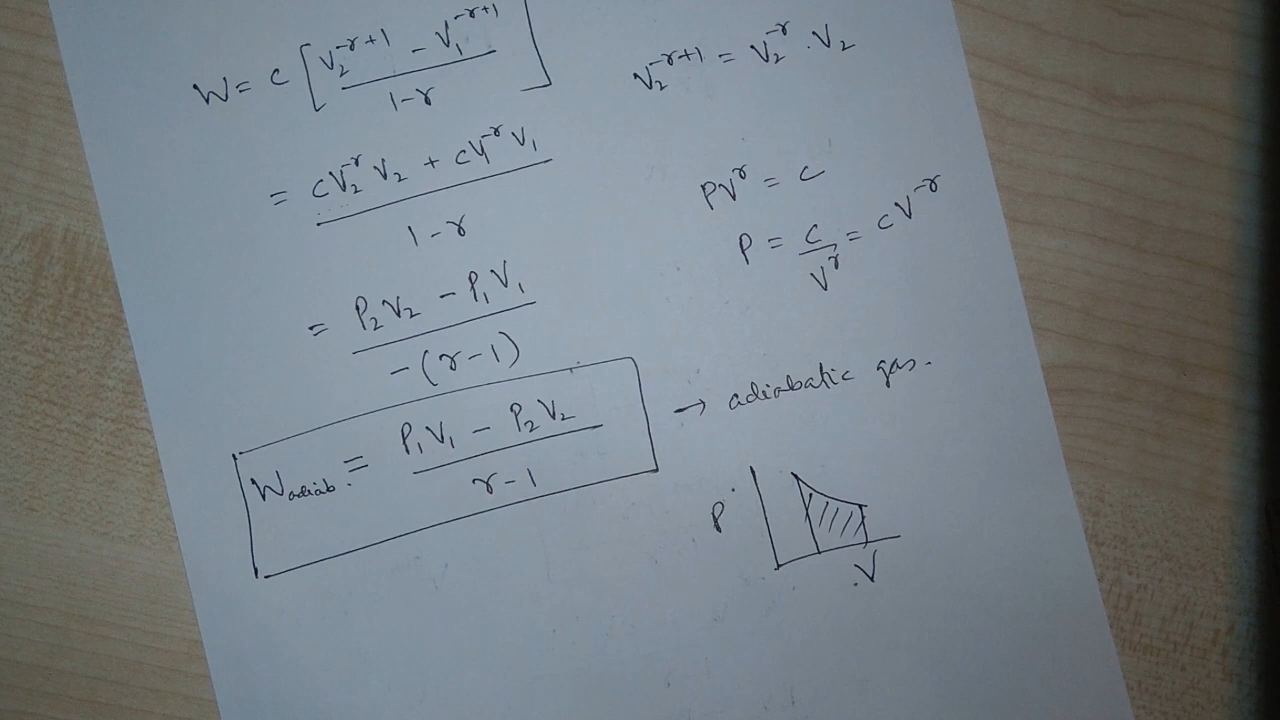 W = c [ (V₂^{-γ+1} - V₁^{-γ+1}) / (1-γ) ]
= (cV₂^{-γ} V₂ + cV₁^{-γ} V₁) / (1-γ)
= (P₂V₂ - P₁V₁) / -(γ-1)
W adiab. = (P₁V₁ - P₂V₂) / (γ-1)
V₂^{-γ+1} = V₂^{-γ} . V₂
PV^γ = c
P = c / V^γ = cV^{-γ}
→ adiabatic gas.
P
V